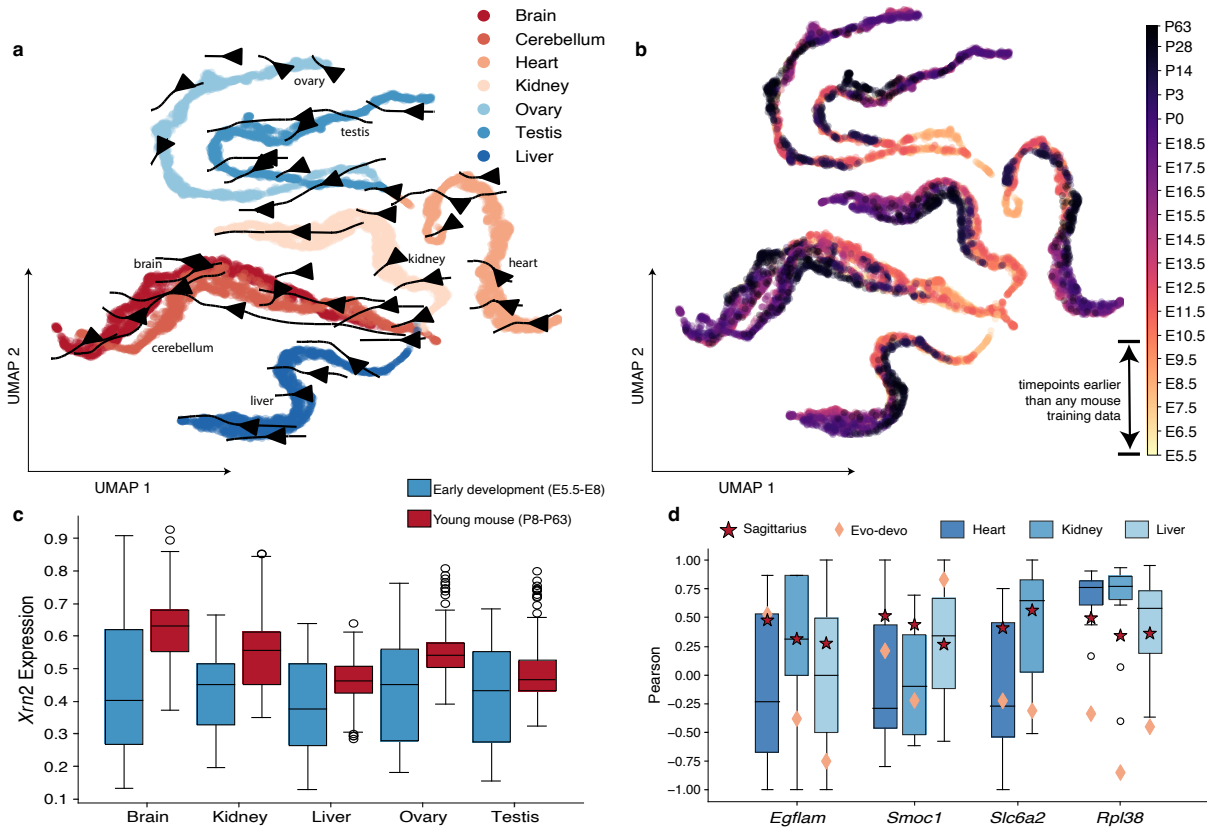 a
Brain
Cerebellum
Heart
Kidney
Ovary
Testis
Liver
ovary
testis
brain
kidney
heart
cerebellum
liver
UMAP 2
UMAP 1
b
P63
P28
P14
P3
P0
E18.5
E17.5
E16.5
E15.5
E14.5
E13.5
E12.5
E11.5
E10.5
E9.5
E8.5
E7.5
E6.5
E5.5
timepoints earlier
than any mouse
training data
UMAP 2
UMAP 1
c
Early development (E5.5-E8)
Young mouse (P8-P63)
Xrn2 Expression
0.9
0.8
0.7
0.6
0.5
0.4
0.3
0.2
0.1
Brain
Kidney
Liver
Ovary
Testis
d
Sagittarius
Evo-devo
Heart
Kidney
Liver
Pearson
1.00
0.75
0.50
0.25
0.00
−0.25
−0.50
−0.75
−1.00
Egflam
Smoc1
Slc6a2
Rpl38